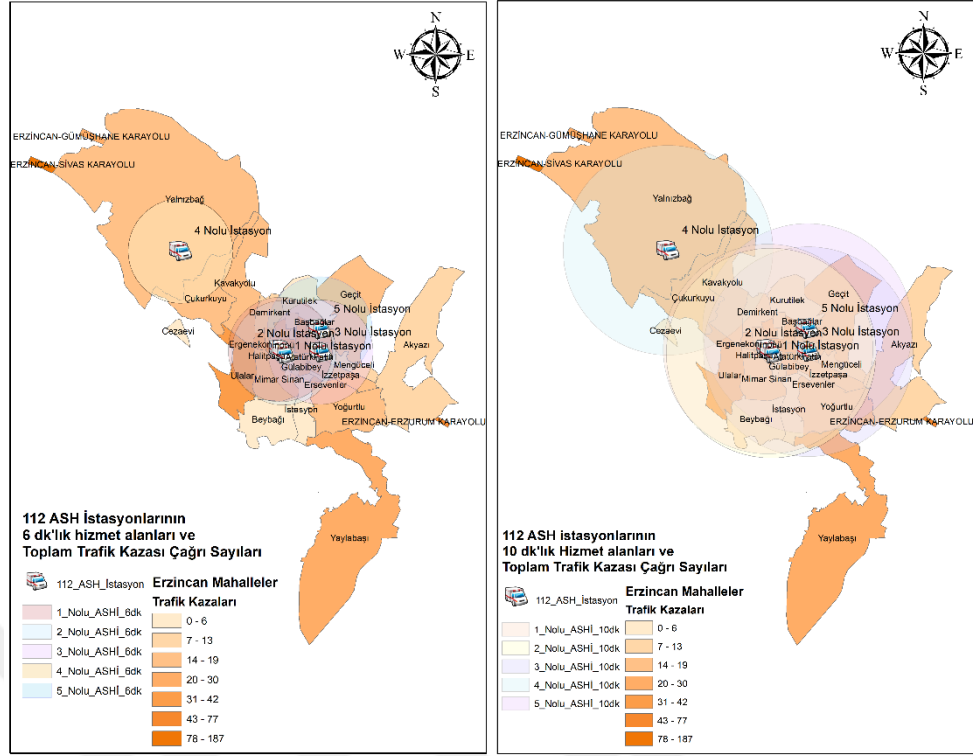 N
W
E
S
ERZİNCAN-GÜMÜŞHANE KARAYOLU
ERZİNCAN-SİVAS KARAYOLU
Yalnızbağ
4 Nolu İstasyon
Kavakyolu
Çukurkuyu
Kurutilek
Geçit
Demirkent
5 Nolu İstasyon
Cezaevi
Başbağlar
2 Nolu İstasyon
3 Nolu İstasyon
Ergenekon
1 Nolu İstasyon
Akyazı
Halitpaşa
Gülabibey
Mengüceli
Ulalar
Mimar Sinan
İzzetpaşa
Ersevenler
İstasyon
Yoğurtlu
Beybağı
ERZİNCAN-ERZURUM KARAYOLU
Yaylabaşı
112 ASH İstasyonlarının
6 dk'lık hizmet alanları ve
Toplam Trafik Kazası Çağrı Sayıları
112_ASH_İstasyon
1_Nolu_ASHİ_6dk
2_Nolu_ASHİ_6dk
3_Nolu_ASHİ_6dk
4_Nolu_ASHİ_6dk
5_Nolu_ASHİ_6dk
Erzincan Mahalleler
Trafik Kazaları
0 - 6
7 - 13
14 - 19
20 - 30
31 - 42
43 - 77
78 - 187
N
W
E
S
ERZİNCAN-GÜMÜŞHANE KARAYOLU
ERZİNCAN-SİVAS KARAYOLU
Yalnızbağ
4 Nolu İstasyon
Kavakyolu
Çukurkuyu
Kurutilek
Geçit
Demirkent
5 Nolu İstasyon
Cezaevi
Başbağlar
2 Nolu İstasyon
3 Nolu İstasyon
Ergenekon
1 Nolu İstasyon
Akyazı
Halitpaşa
Gülabibey
Mengüceli
Ulalar
Mimar Sinan
İzzetpaşa
Ersevenler
İstasyon
Yoğurtlu
Beybağı
ERZİNCAN-ERZURUM KARAYOLU
Yaylabaşı
112 ASH istasyonlarının
10 dk'lık Hizmet alanları ve
Toplam Trafik Kazası Çağrı Sayıları
112_ASH_İstasyon
1_Nolu_ASHİ_10dk
2_Nolu_ASHİ_10dk
3_Nolu_ASHİ_10dk
4_Nolu_ASHİ_10dk
5_Nolu_ASHİ_10dk
Erzincan Mahalleler
Trafik Kazaları
0 - 6
7 - 13
14 - 19
20 - 30
31 - 42
43 - 77
78 - 187